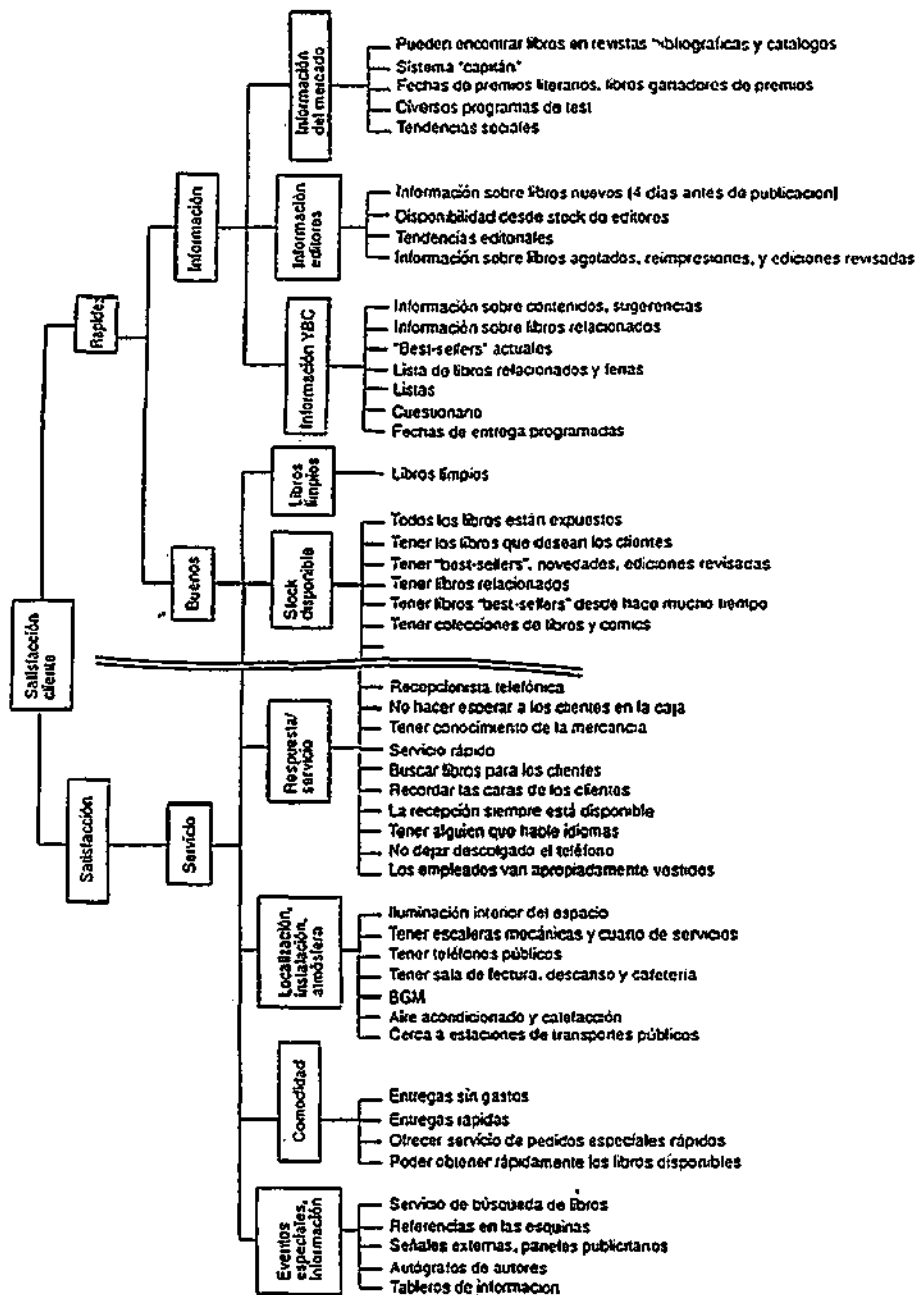 Satisfacción
cliente
Satisfacción
Rapidez
Servicio
Buenos
Información
Eventos
especiales,
Información
Comodidad
Localización,
instalación,
atmósfera
Respuesta/
servicio
Stock
disponible
Libros
limpios
Información YBC
Información
editores
Información
del mercado
Pueden encontrar libros en revistas bibliográficas y catálogos
Sistema "capitán"
Fechas de premios literarios, libros ganadores de premios
Diversos programas de test
Tendencias sociales
Información sobre libros nuevos (4 días antes de publicacion)
Disponibilidad desde stock de editores
Tendencias editoriales
Información sobre libros agotados, reimpresiones, y ediciones revisadas
Información sobre contenidos, sugerencias
Información sobre libros relacionados
"Best-sellers" actuales
Lista de libros relacionados y ferias
Listas
Cuestionario
Fechas de entrega programadas
Libros limpios
Todos los libros están expuestos
Tener los libros que desean los clientes
Tener "best-sellers", novedades, ediciones revisadas
Tener libros relacionados
Tener libros "best-sellers" desde hace mucho tiempo
Tener colecciones de libros y comics
Recepcionista telefónica
No hacer esperar a los clientes en la caja
Tener conocimiento de la mercancía
Servicio rápido
Buscar libros para los clientes
Recordar las caras de los clientes
La recepción siempre está disponible
Tener alguien que hable idiomas
No dejar descolgado el teléfono
Los empleados van apropiadamente vestidos
Iluminación interior del espacio
Tener escaleras mecánicas y cuarto de servicios
Tener teléfonos públicos
Tener sala de lectura, descanso y cafetería
BGM
Aire acondicionado y calefacción
Cerca a estaciones de transportes públicos
Entregas sin gastos
Entregas rápidas
Ofrecer servicio de pedidos especiales rápidos
Poder obtener rápidamente los libros disponibles
Servicio de búsqueda de libros
Referencias en las esquinas
Señales externas, paneles publicitarios
Autógrafos de autores
Tableros de informacion